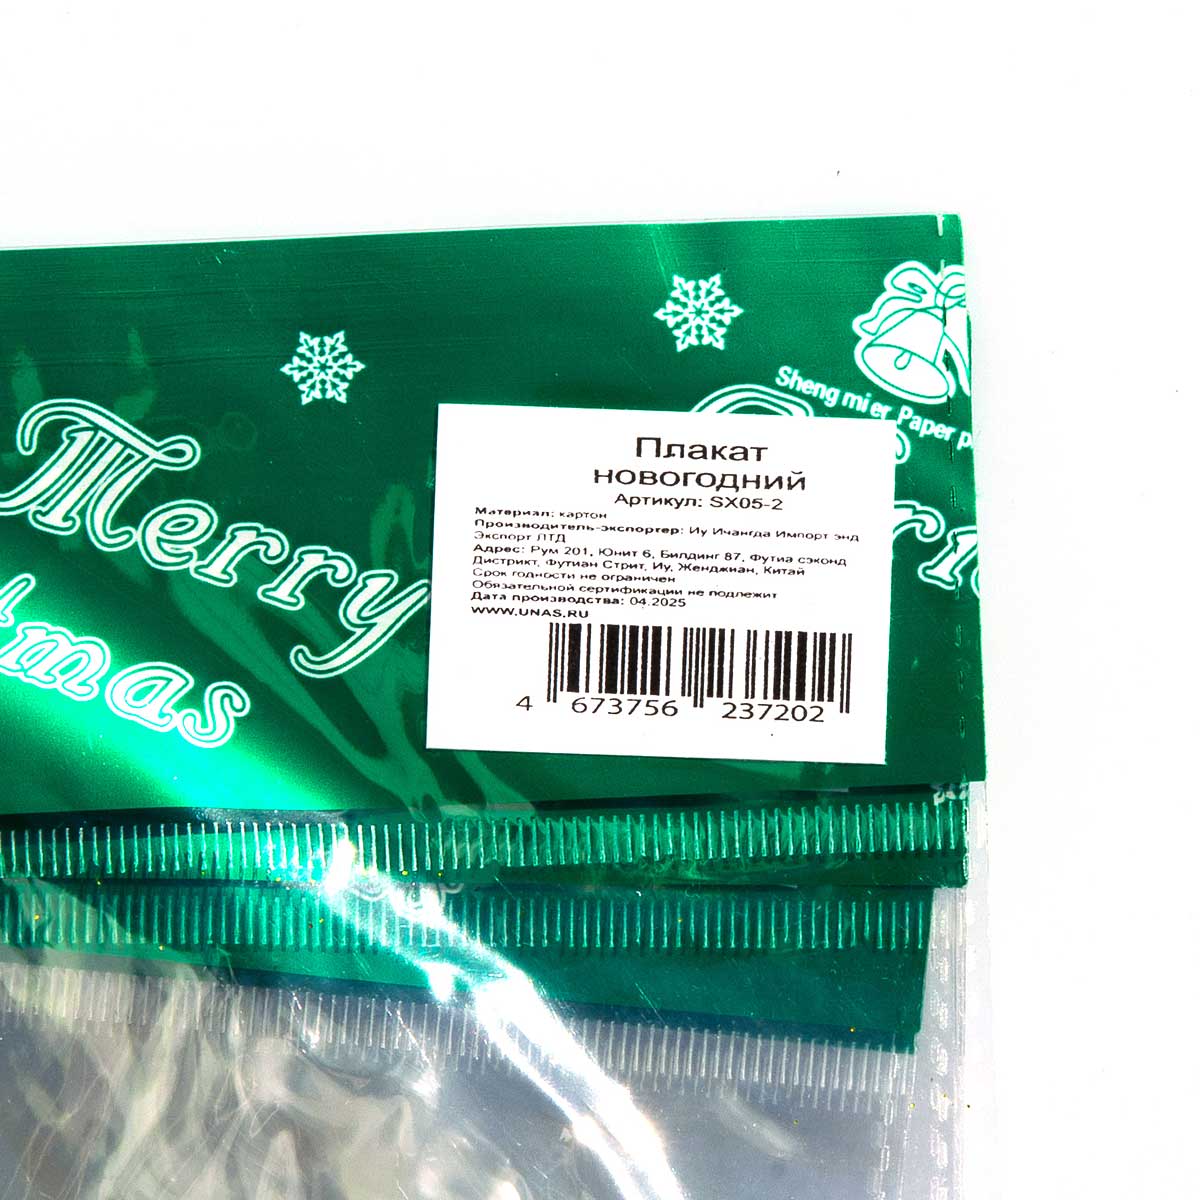 Sheng mi er Paper p
Merry
tmas
Плакат
новогодний
Артикул: SX05-2
Материал: картон
Производитель-экспортер: Иу Ичангда Импорт энд
Экспорт ЛТД
Адрес: Рум 201, Юнит 6, Билдинг 87, Футиа сэконд
Дистрикт, Футиан Стрит, Иу, Женджиан, Китай
Срок годности не ограничен
Обязательной сертификации не подлежит
Дата производства: 04.2025
WWW.UNAS.RU
4 673756 237202